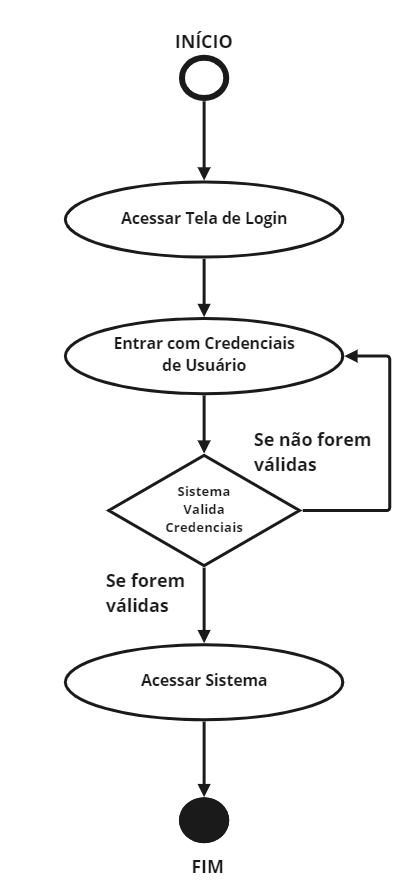 INÍCIO
Acessar Tela de Login
Entrar com Credenciais
de Usuário
Se não forem
válidas
Sistema
Valida
Credenciais
Se forem
válidas
Acessar Sistema
FIM